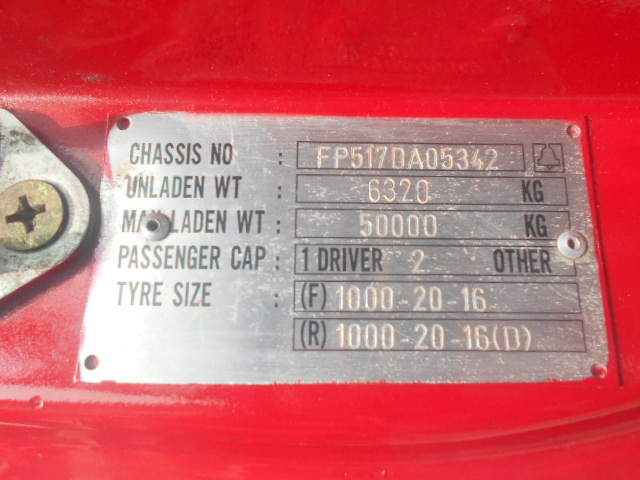 CHASSIS NO : FP517DA05342
UNLADEN WT : 6320 KG
MAX LADEN WT : 50000 KG
PASSENGER CAP : 1 DRIVER 2 OTHER
TYRE SIZE : (F) 1000-20-16
(R) 1000-20-16(D)